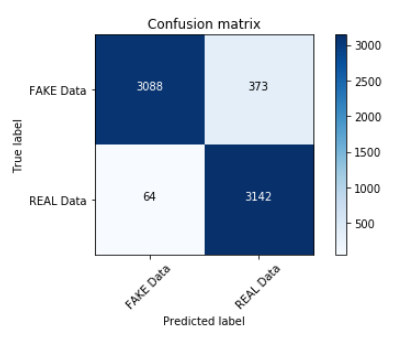 Confusion matrix
FAKE Data
REAL Data
True label
3088
373
64
3142
FAKE Data
REAL Data
Predicted label
3000
2500
2000
1500
1000
500